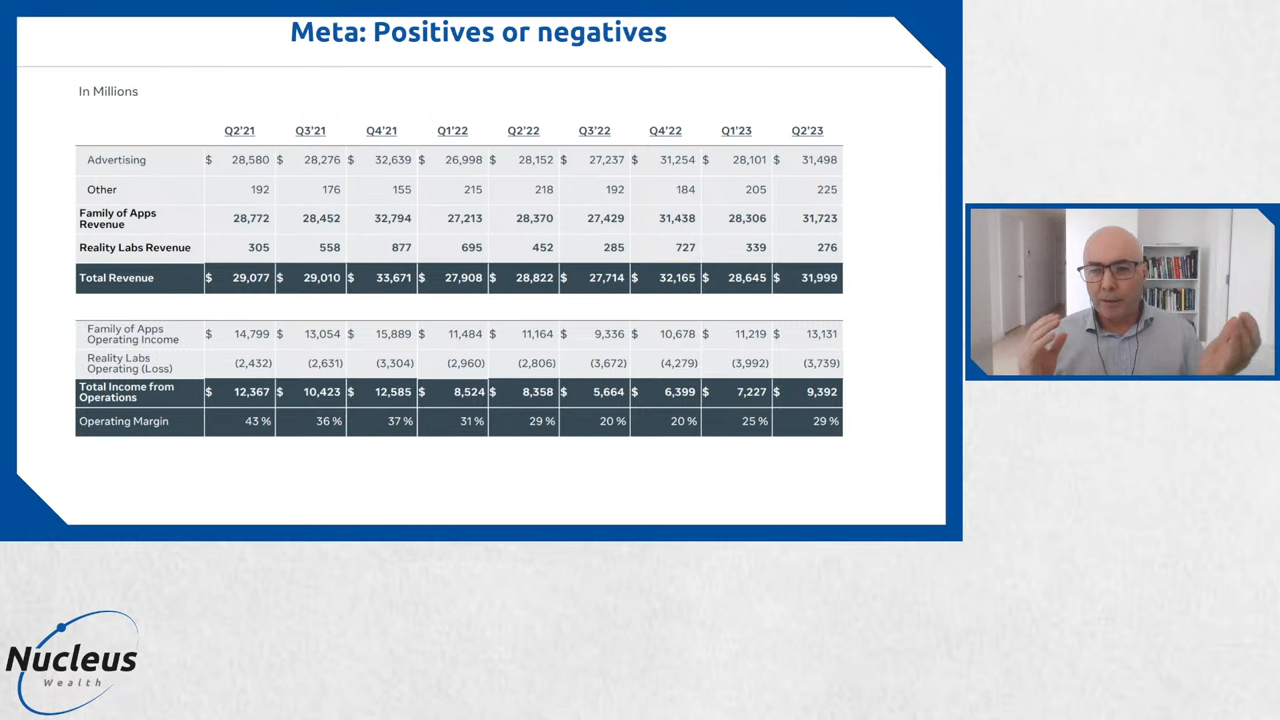 Meta: Positives or negatives
In Millions
Q2'21 Q3'21 Q4'21 Q1'22 Q2'22 Q3'22 Q4'22 Q1'23 Q2'23
Advertising $ 28,580 $ 28,276 $ 32,639 $ 26,998 $ 28,152 $ 27,237 $ 31,254 $ 28,101 $ 31,498
Other 192 176 155 215 218 192 184 205 225
Family of Apps
Revenue 28,772 28,452 32,794 27,213 28,370 27,429 31,438 28,306 31,723
Reality Labs Revenue 305 558 877 695 452 285 727 339 276
Total Revenue $ 29,077 $ 29,010 $ 33,671 $ 27,908 $ 28,822 $ 27,714 $ 32,165 $ 28,645 $ 31,999
Family of Apps
Operating Income $ 14,799 $ 13,054 $ 15,889 $ 11,484 $ 11,164 $ 9,336 $ 10,678 $ 11,219 $ 13,131
Reality Labs
Operating (Loss) (2,432) (2,631) (3,304) (2,960) (2,806) (3,672) (4,279) (3,992) (3,739)
Total Income from
Operations $ 12,367 $ 10,423 $ 12,585 $ 8,524 $ 8,358 $ 5,664 $ 6,399 $ 7,227 $ 9,392
Operating Margin 43 % 36 % 37 % 31 % 29 % 20 % 20 % 25 % 29 %
Nucleus
Wealth